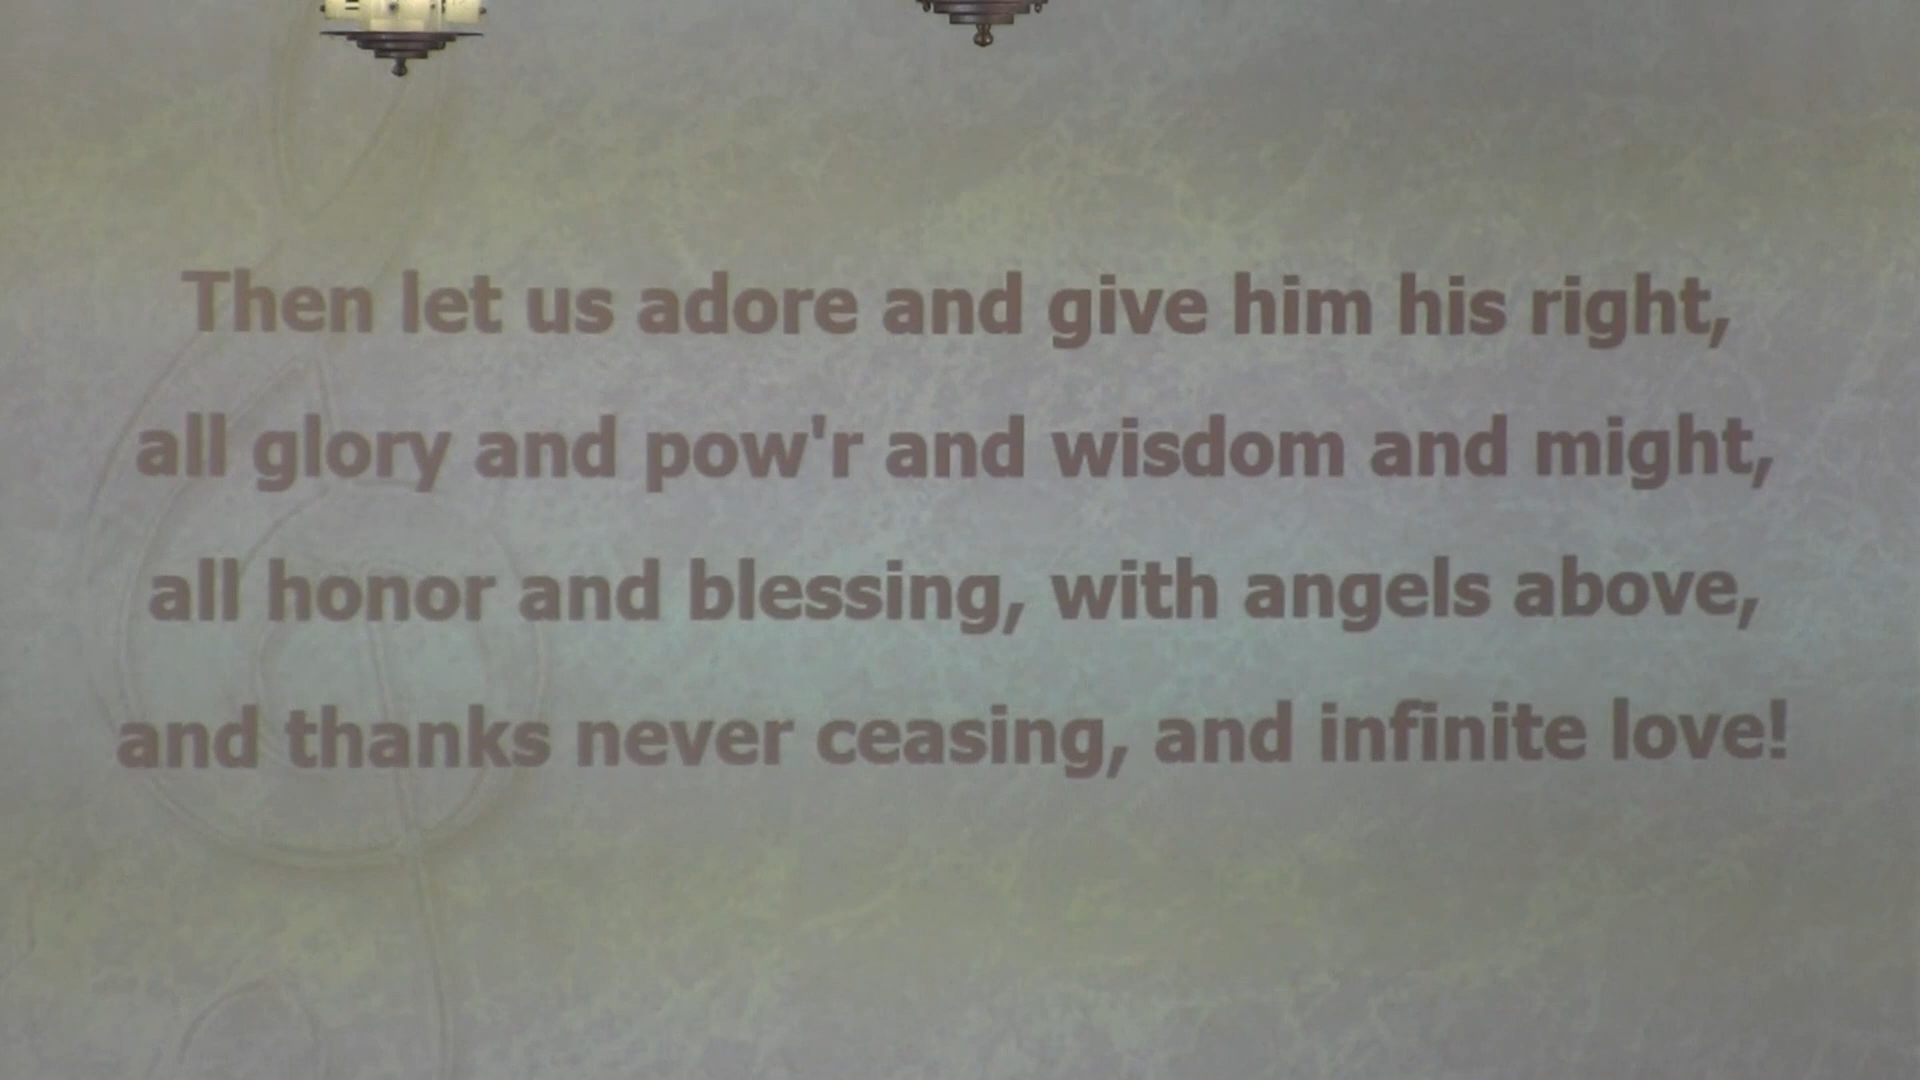 Then let us adore and give him his right,
all glory and pow'r and wisdom and might,
all honor and blessing, with angels above,
and thanks never ceasing, and infinite love!